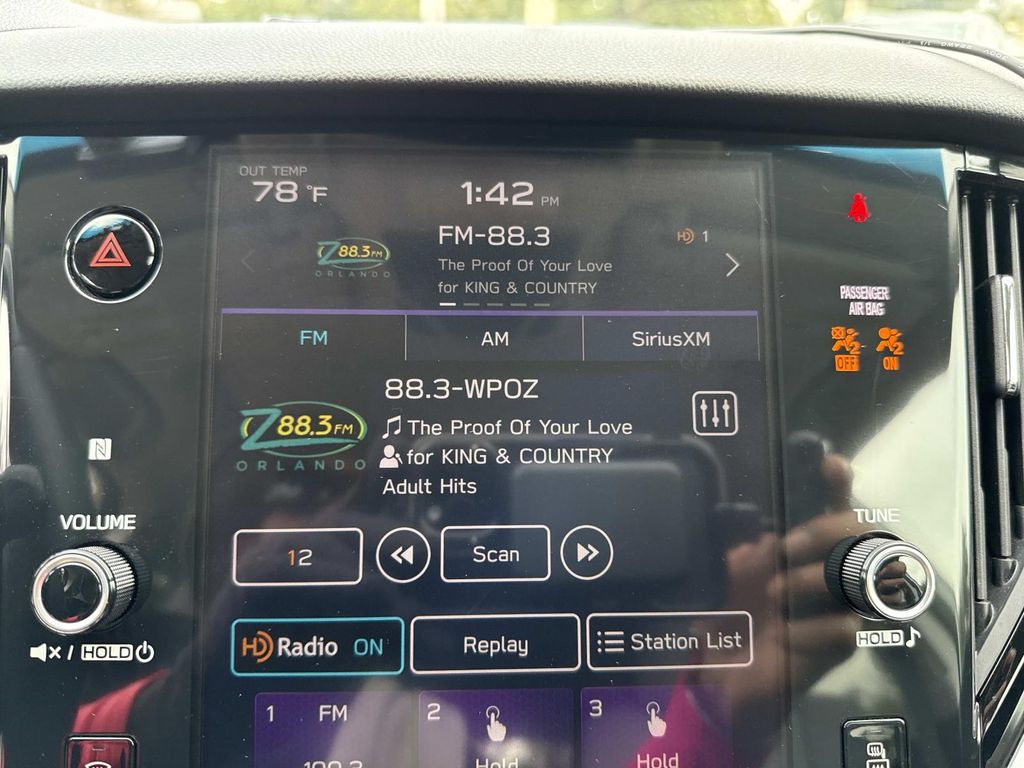 OUT TEMP
78 °F
1:42 PM
Z88.3FM
ORLANDO
FM-88.3
HD 1
The Proof Of Your Love
for KING & COUNTRY
PASSENGER
AIR BAG
OFF
ON
FM
AM
SiriusXM
88.3-WPOZ
Z88.3FM
ORLANDO
The Proof Of Your Love
for KING & COUNTRY
Adult Hits
VOLUME
TUNE
12
Scan
HOLD
HOLD
HD Radio ON
Replay
Station List
1 FM
2
3
Hold
Hold